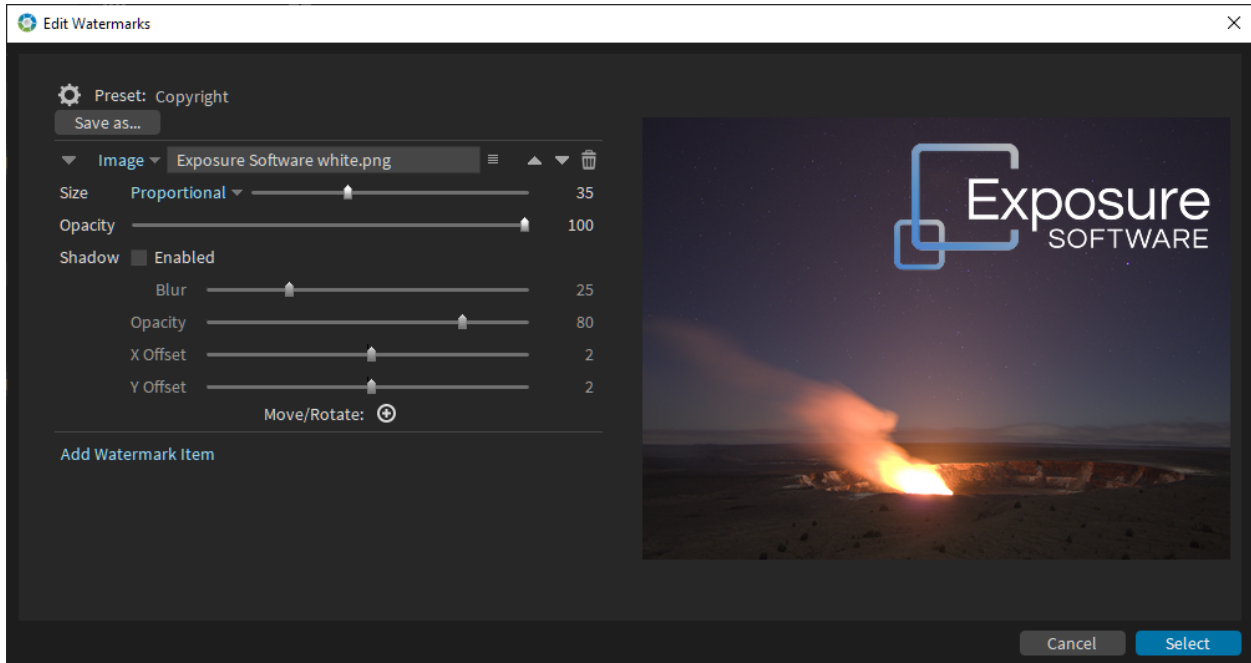 Edit Watermarks
Preset: Copyright
Save as...
Image Exposure Software white.png
Size Proportional 35
Opacity 100
Shadow Enabled
Blur 25
Opacity 80
X Offset 2
Y Offset 2
Move/Rotate:
Add Watermark Item
Exposure
SOFTWARE
Cancel Select